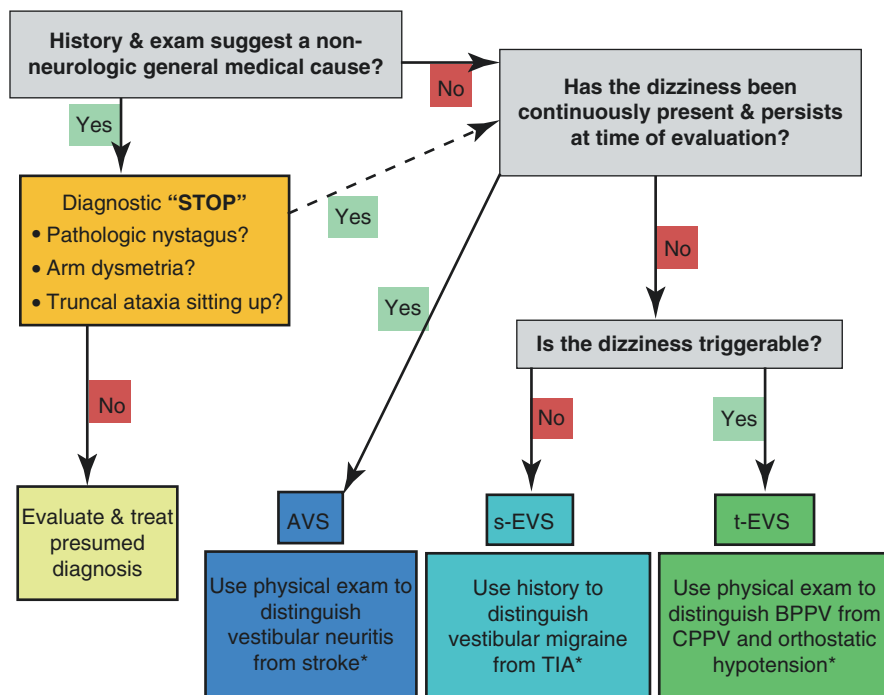 History & exam suggest a non-
neurologic general medical cause?
No
Has the dizziness been
continuously present & persists
at time of evaluation?
Yes
Diagnostic “STOP”
• Pathologic nystagus?
• Arm dysmetria?
• Truncal ataxia sitting up?
Yes
No
Yes
No
Is the dizziness triggerable?
No
Yes
Evaluate & treat
presumed
diagnosis
AVS
Use physical exam to
distinguish
vestibular neuritis
from stroke*
s-EVS
Use history to
distinguish
vestibular migraine
from TIA*
t-EVS
Use physical exam to
distinguish BPPV from
CPPV and orthostatic
hypotension*